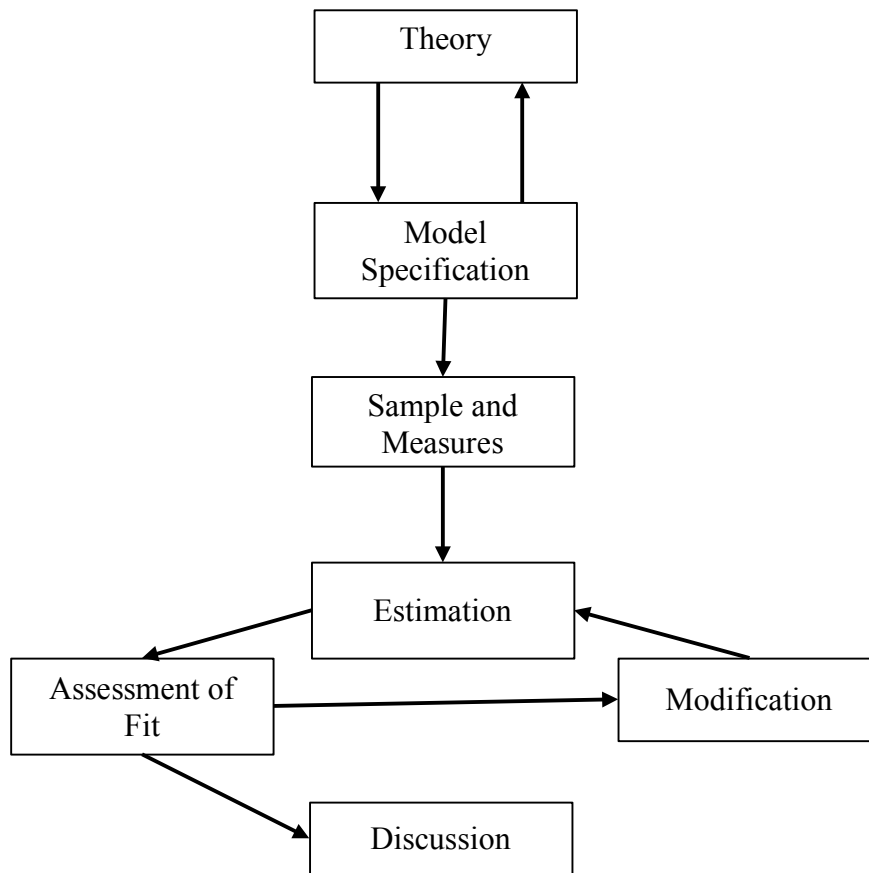 Theory
Model
Specification
Sample and
Measures
Estimation
Assessment of
Fit
Modification
Discussion